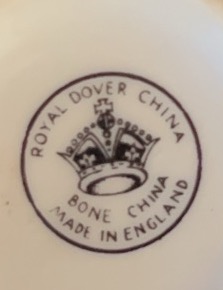 ROYAL DOVER CHINA
BONE CHINA
MADE IN ENGLAND